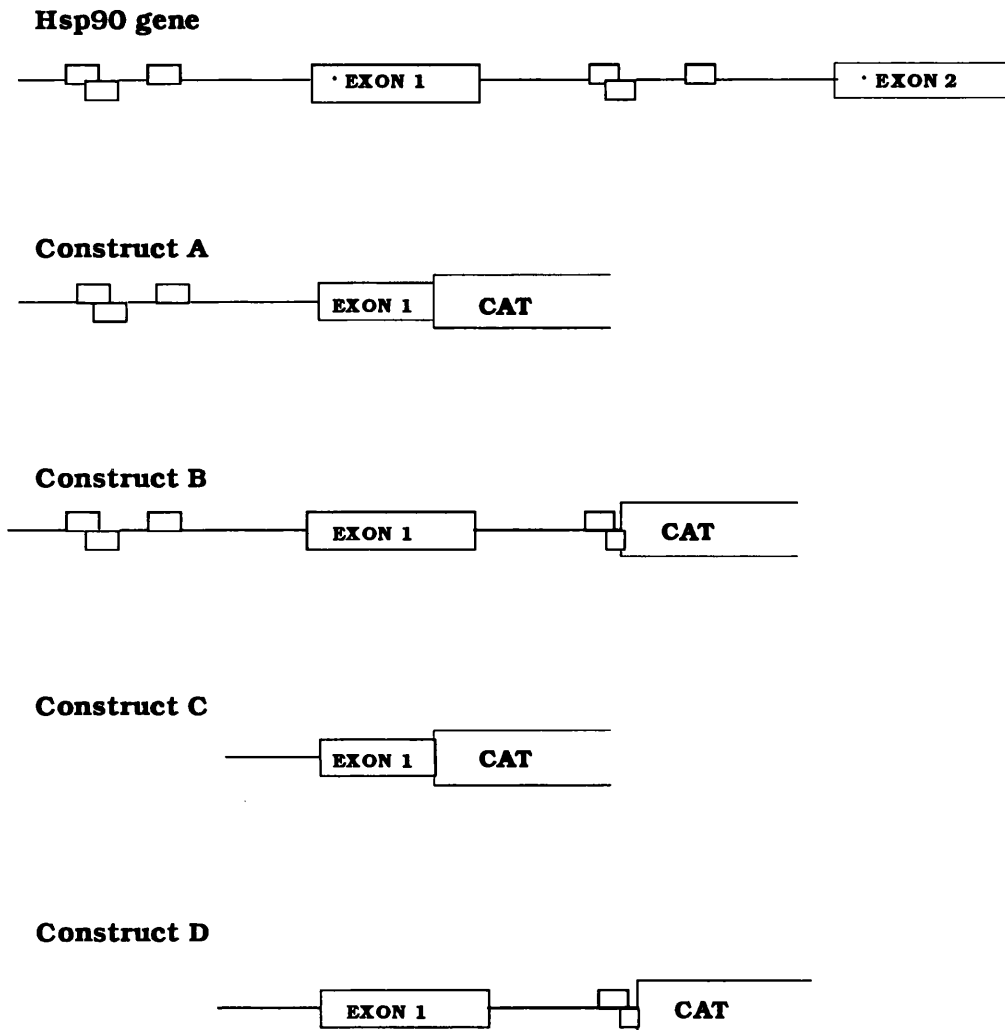 Hsp90 gene
EXON 1
EXON 2
Construct A
EXON 1
CAT
Construct B
EXON 1
CAT
Construct C
EXON 1
CAT
Construct D
EXON 1
CAT